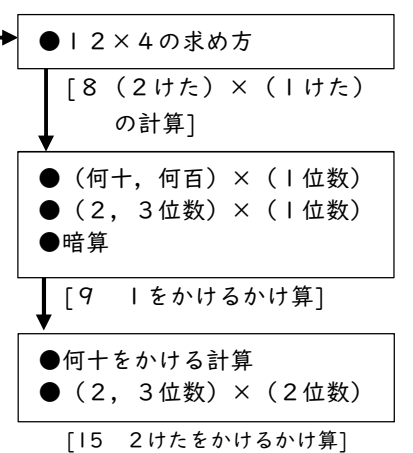 ●１２×４の求め方
[８（２けた）×（１けた）
の計算]
●（何十，何百）×（１位数）
●（２，３位数）×（１位数）
●暗算
[９　１をかけるかけ算]
●何十をかける計算
●（２，３位数）×（２位数）
[15　２けたをかけるかけ算]